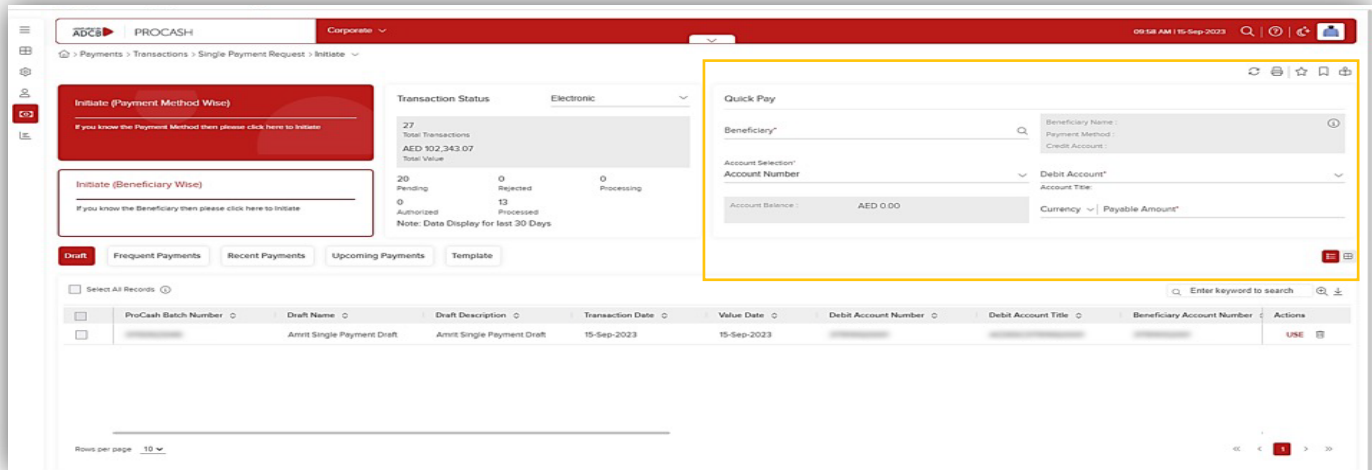 ADCB PROCASH Corporate 09:58 AM | 15-Sep-2023
> Payments > Transactions > Single Payment Request > Initiate
Initiate (Payment Method Wise)
If you know the Payment Method then please click here to Initiate
Initiate (Beneficiary Wise)
If you know the Beneficiary then please click here to Initiate
Transaction Status Electronic
27
Total Transactions
AED 102,343.07
Total Value
20 0 0
Pending Rejected Processing
0 13
Authorized Processed
Note: Data Display for last 30 Days
Quick Pay
Beneficiary*
Beneficiary Name :
Payment Method :
Credit Account :
Account Selection*
Account Number
Debit Account*
Account Title:
Account Balance : AED 0.00
Currency Payable Amount*
Draft Frequent Payments Recent Payments Upcoming Payments Template
Select All Records
Enter keyword to search
ProCash Batch Number Draft Name Draft Description Transaction Date Value Date Debit Account Number Debit Account Title Beneficiary Account Number Actions
Amrit Single Payment Draft Amrit Single Payment Draft 15-Sep-2023 15-Sep-2023 USE
Rows per page 10
<< < 1 > >>